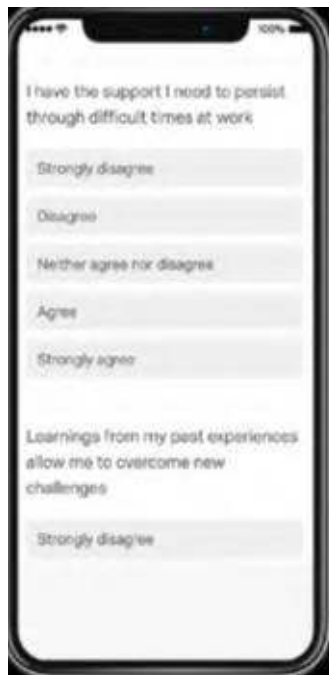 100%
I have the support I need to persist
through difficult times at work
Strongly disagree
Disagree
Neither agree nor disagree
Agree
Strongly agree
Learnings from my past experiences
allow me to overcome new
challenges
Strongly disagree